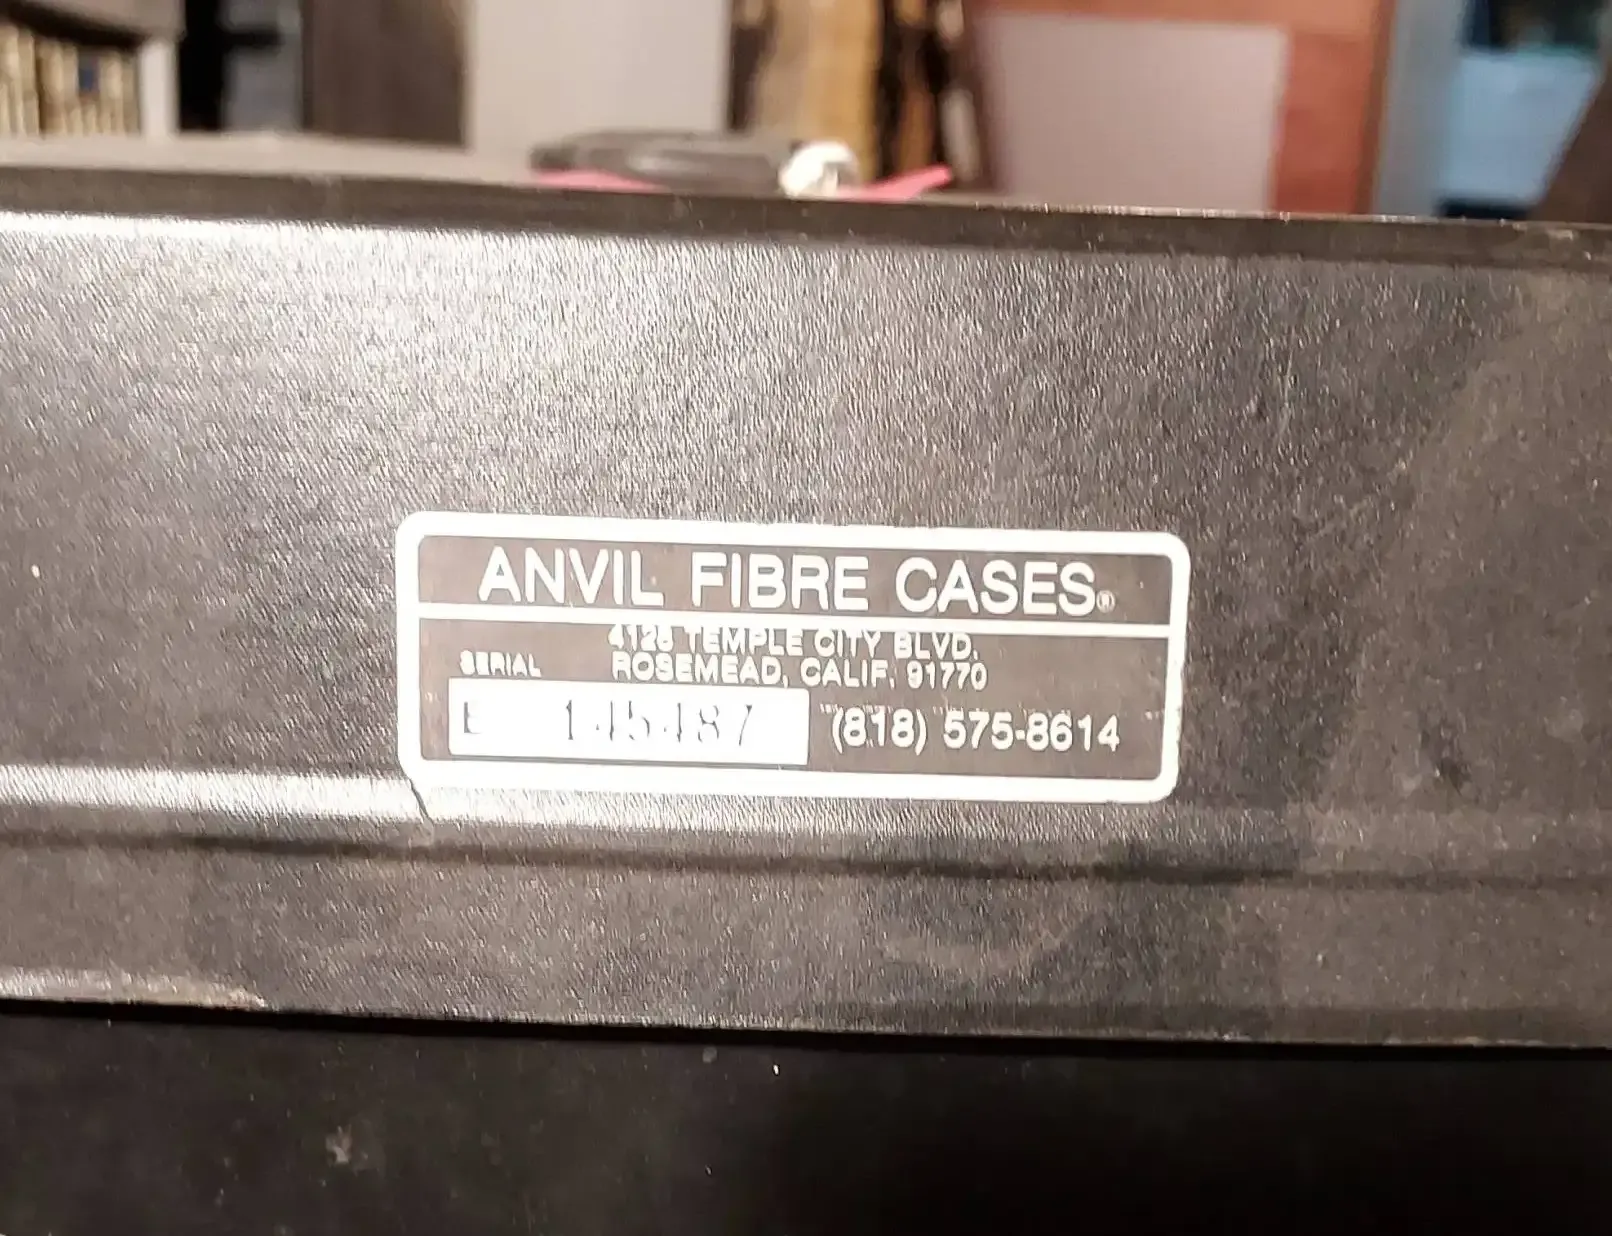 ANVIL FIBRE CASES®
4128 TEMPLE CITY BLVD.
SERIAL ROSEMEAD, CALIF. 91770
E 145487 (818) 575-8614